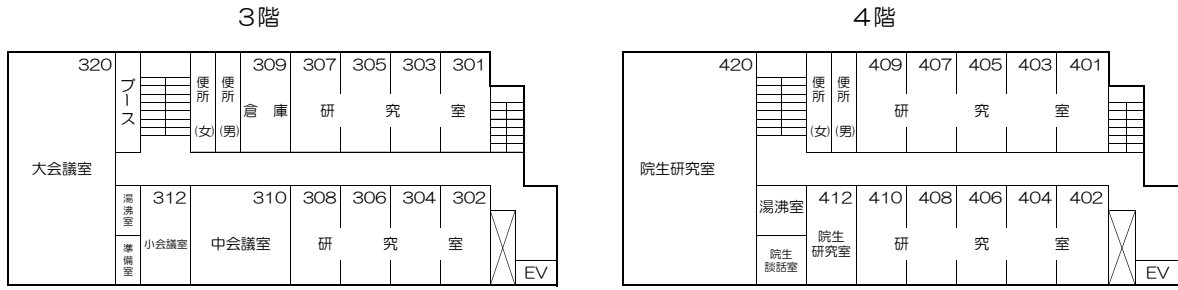 3階
320
ブース
便所
(女)
便所
(男)
309
倉庫
307
305
303
301
研究室
大会議室
湯沸室
準備室
312
小会議室
310
中会議室
308
306
304
302
研究室
EV
4階
420
便所
(女)
便所
(男)
409
407
405
403
401
研究室
院生研究室
湯沸室
院生
談話室
412
院生
研究室
410
408
406
404
402
研究室
EV